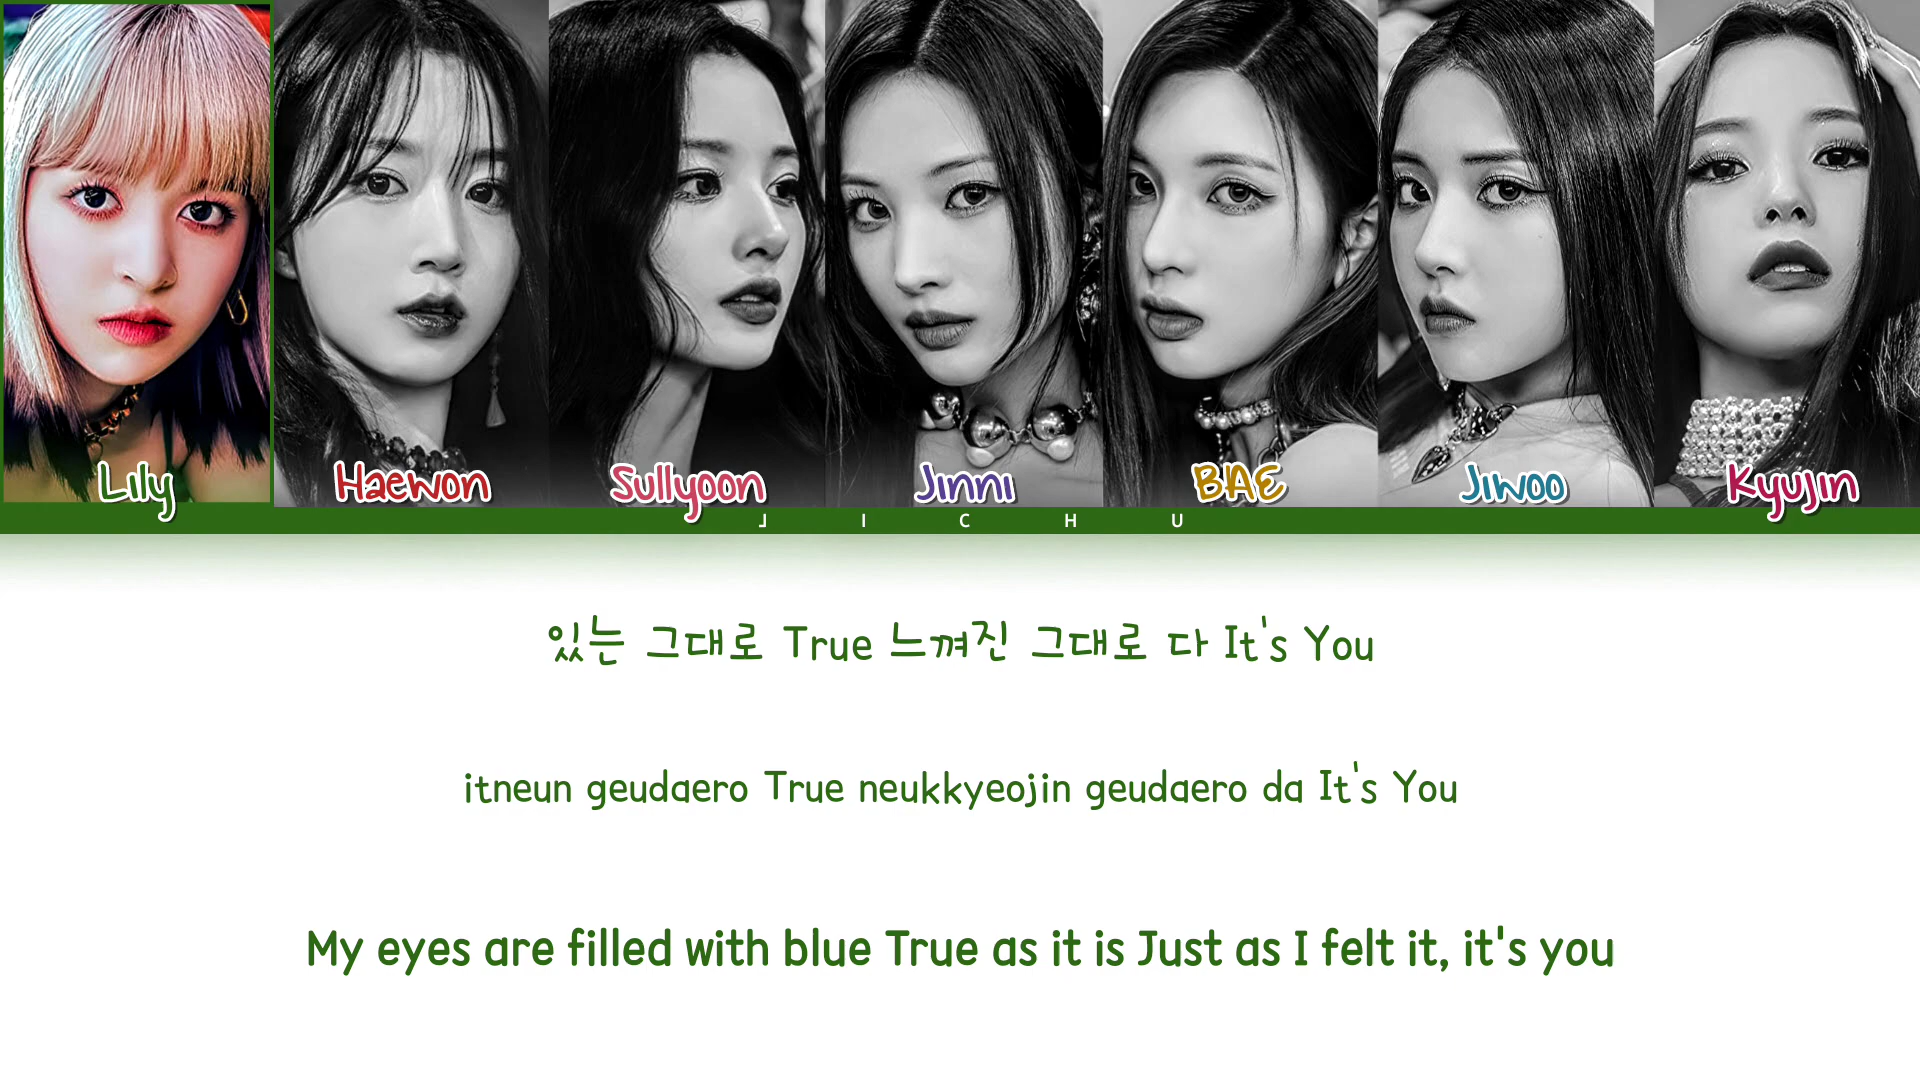 Lily Haewon Sullyoon Jinni BAE Jiwoo Kyujin
J I C H U
있는 그대로 True 느껴진 그대로 다 It's You
itneun geudaero True neukkyeojin geudaero da It's You
My eyes are filled with blue True as it is Just as I felt it, it's you